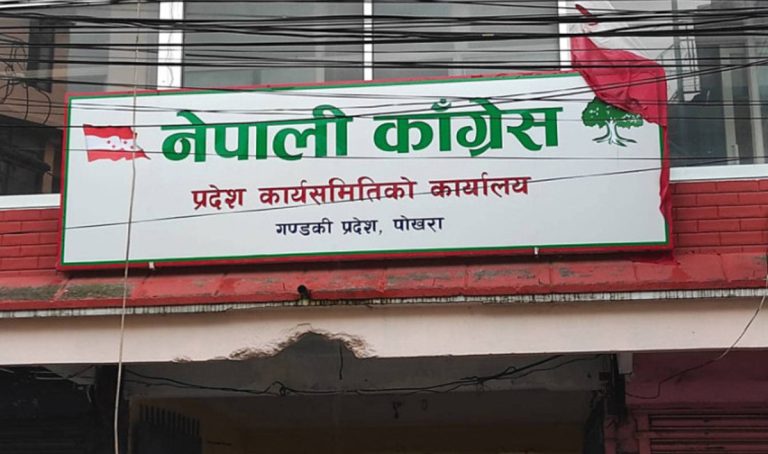 नेपाली काँग्रेस
प्रदेश कार्यसमितिको कार्यालय
गण्डकी प्रदेश, पोखरा